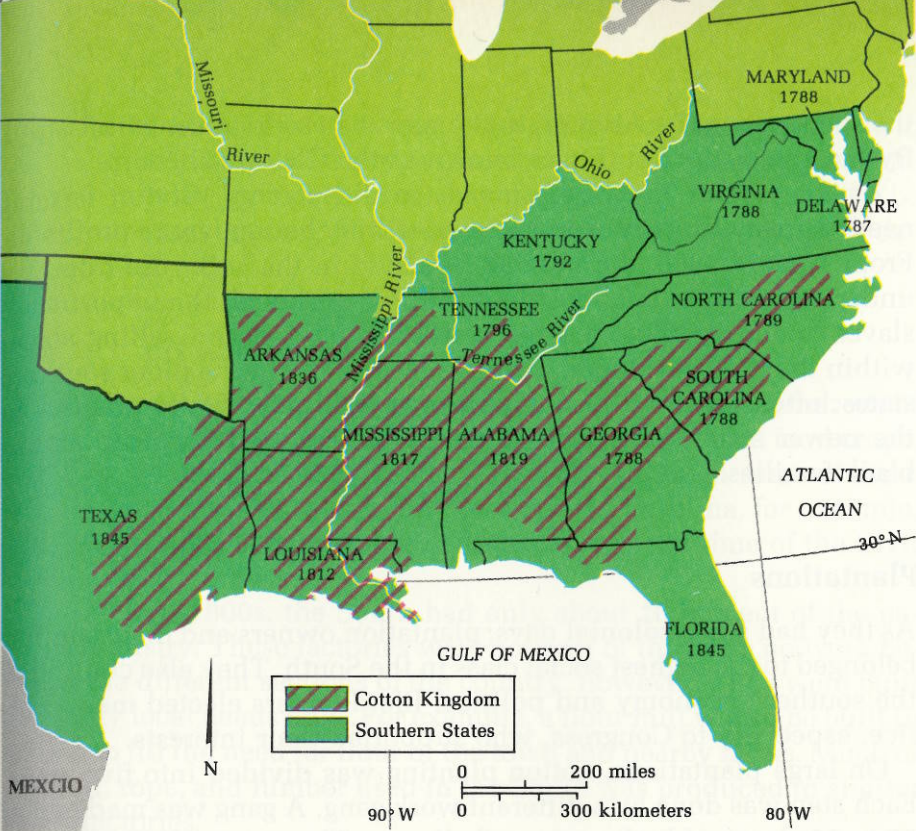 MARYLAND
1788
Missouri
River
Ohio
River
VIRGINIA
1788
DELAWARE
1787
KENTUCKY
1792
Mississippi River
TENNESSEE
1796
Tennessee River
NORTH CAROLINA
1789
ARKANSAS
1836
SOUTH
CAROLINA
1788
MISSISSIPPI
1817
ALABAMA
1819
GEORGIA
1788
ATLANTIC
OCEAN
30° N
TEXAS
1845
LOUISIANA
1812
FLORIDA
1845
GULF OF MEXICO
Cotton Kingdom
Southern States
MEXCIO
N
0 200 miles
0 300 kilometers
90° W
80° W